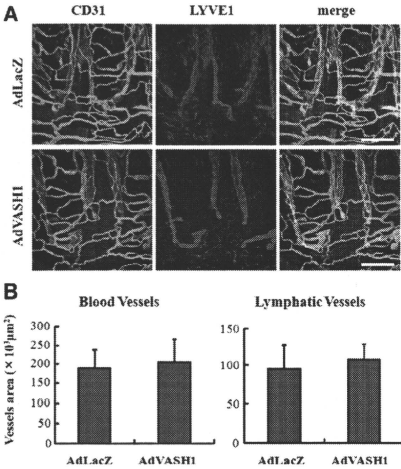 A
CD31 LYVE1 merge
AdLacZ
AdVASH1
B
Blood Vessels Lymphatic Vessels
Vessels area (× 10³μm²)
300
250
200
150
100
50
0
150
100
50
0
AdLacZ AdVASH1 AdLacZ AdVASH1